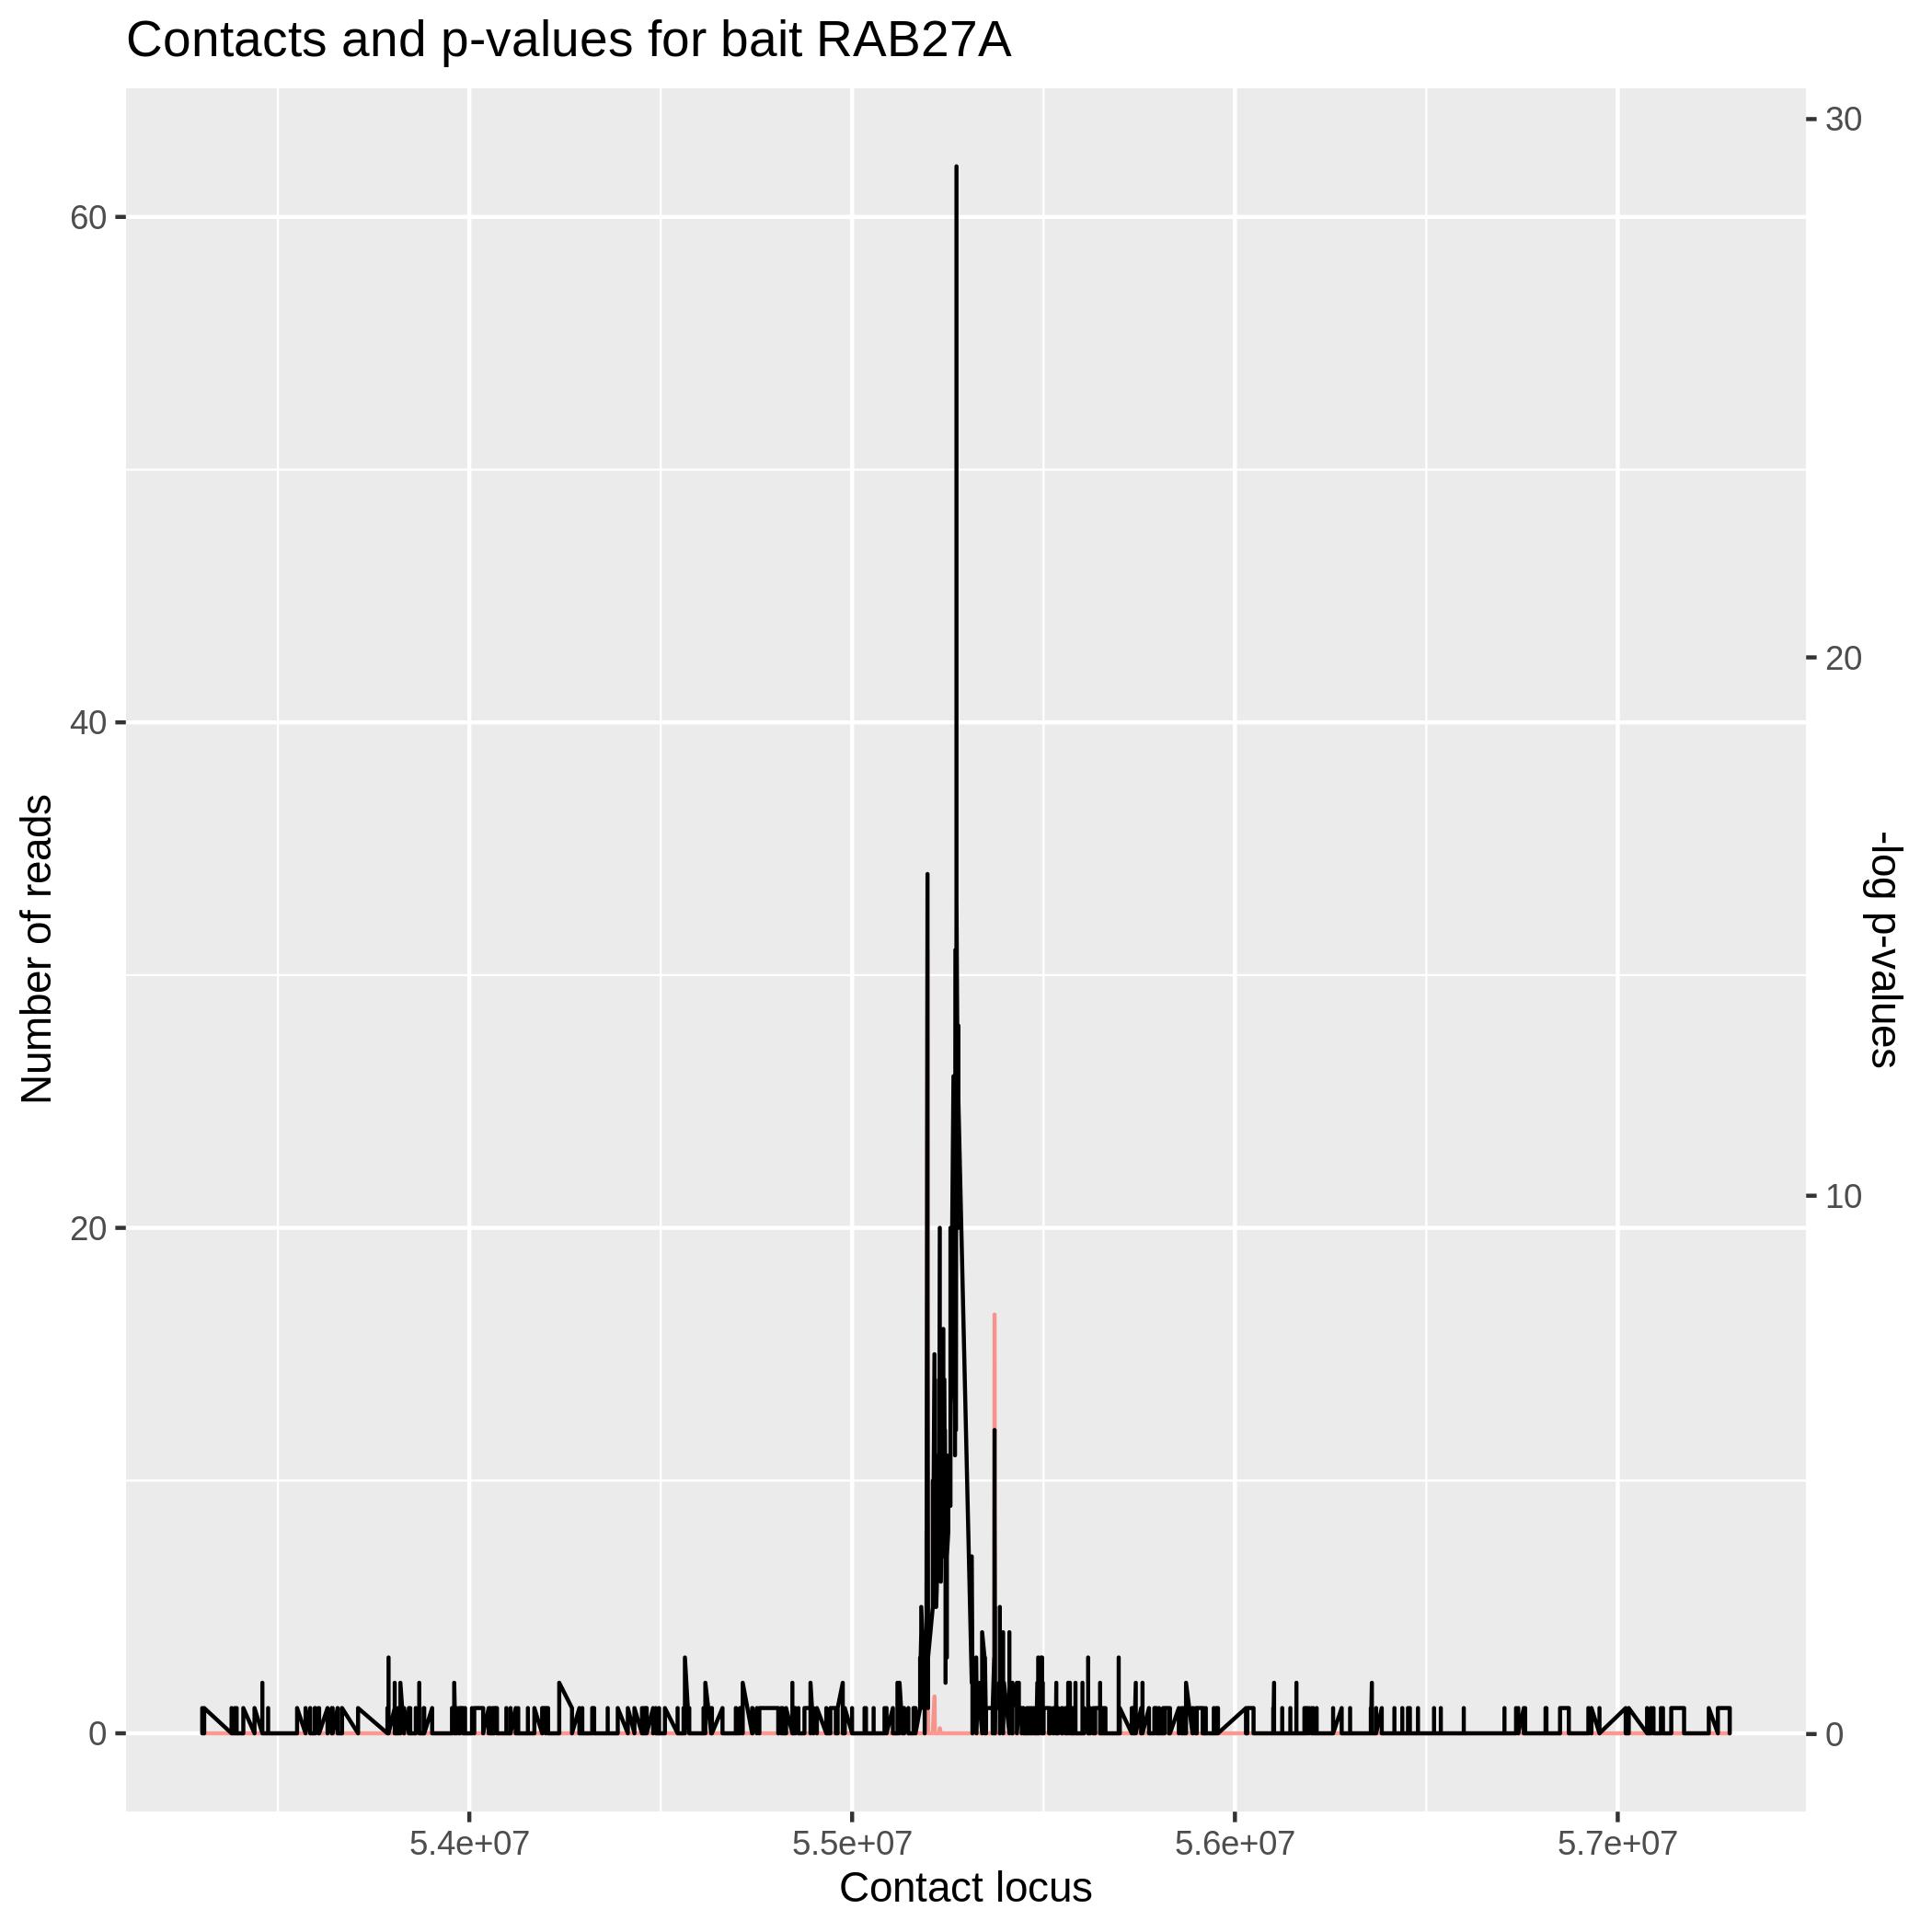 Contacts and p-values for bait RAB27A
30
60
20
40
Number of reads
-log p-values
10
20
0
0
5.4e+07
5.5e+07
5.6e+07
5.7e+07
Contact locus